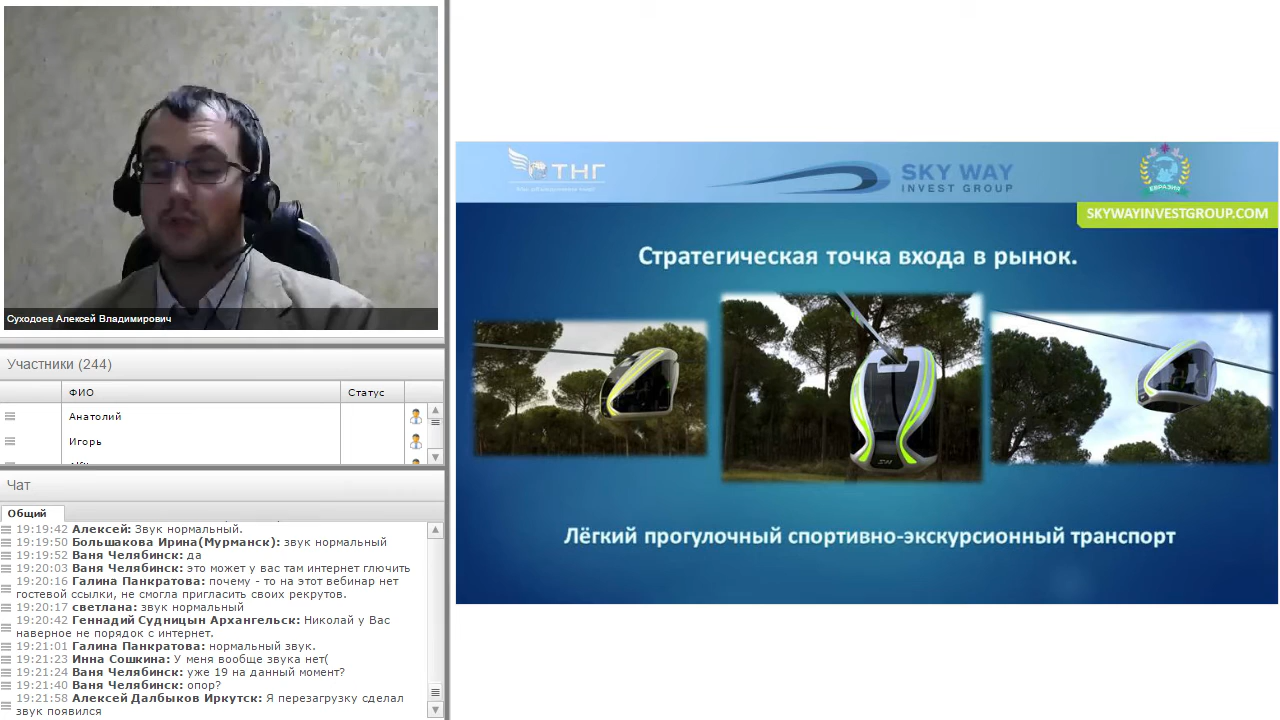 Суходоев Алексей Владимирович
Участники (244)
ФИО
Статус
Анатолий
Игорь
Чат
Общий
19:19:42 Алексей: Звук нормальный.
19:19:50 Большакова Ирина(Мурманск): звук нормальный
19:19:52 Ваня Челябинск: да
19:20:03 Ваня Челябинск: это может у вас там интернет глючить
19:20:16 Галина Панкратова: почему - то на этот вебинар нет
гостевой ссылки, не смогла пригласить своих рекрутов.
19:20:17 светлана: звук нормальный
19:20:42 Геннадий Судницын Архангельск: Николай у Вас
наверное не порядок с интернет.
19:21:01 Галина Панкратова: нормальный звук.
19:21:23 Инна Сошкина: У меня вообще звука нет(
19:21:24 Ваня Челябинск: уже 19 на данный момент?
19:21:40 Ваня Челябинск: опор?
19:21:58 Алексей Далбыков Иркутск: Я перезагрузку сделал
звук появился
ТНГ
SKY WAY
INVEST GROUP
ЕВРАЗИЯ
SKYWAYINVESTGROUP.COM
Стратегическая точка входа в рынок.
Лёгкий прогулочный спортивно-экскурсионный транспорт